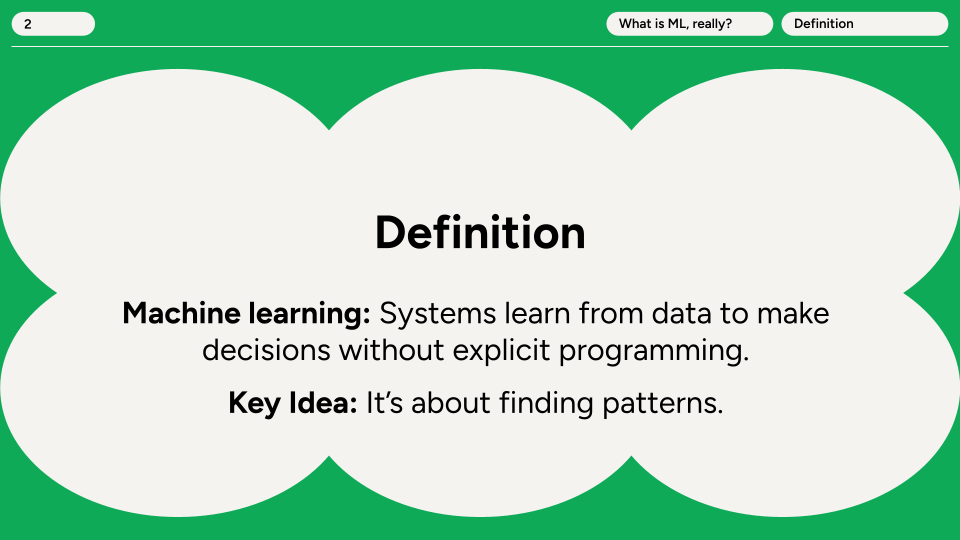 2
What is ML, really?
Definition
Definition
Machine learning: Systems learn from data to make
decisions without explicit programming.
Key Idea: It’s about finding patterns.